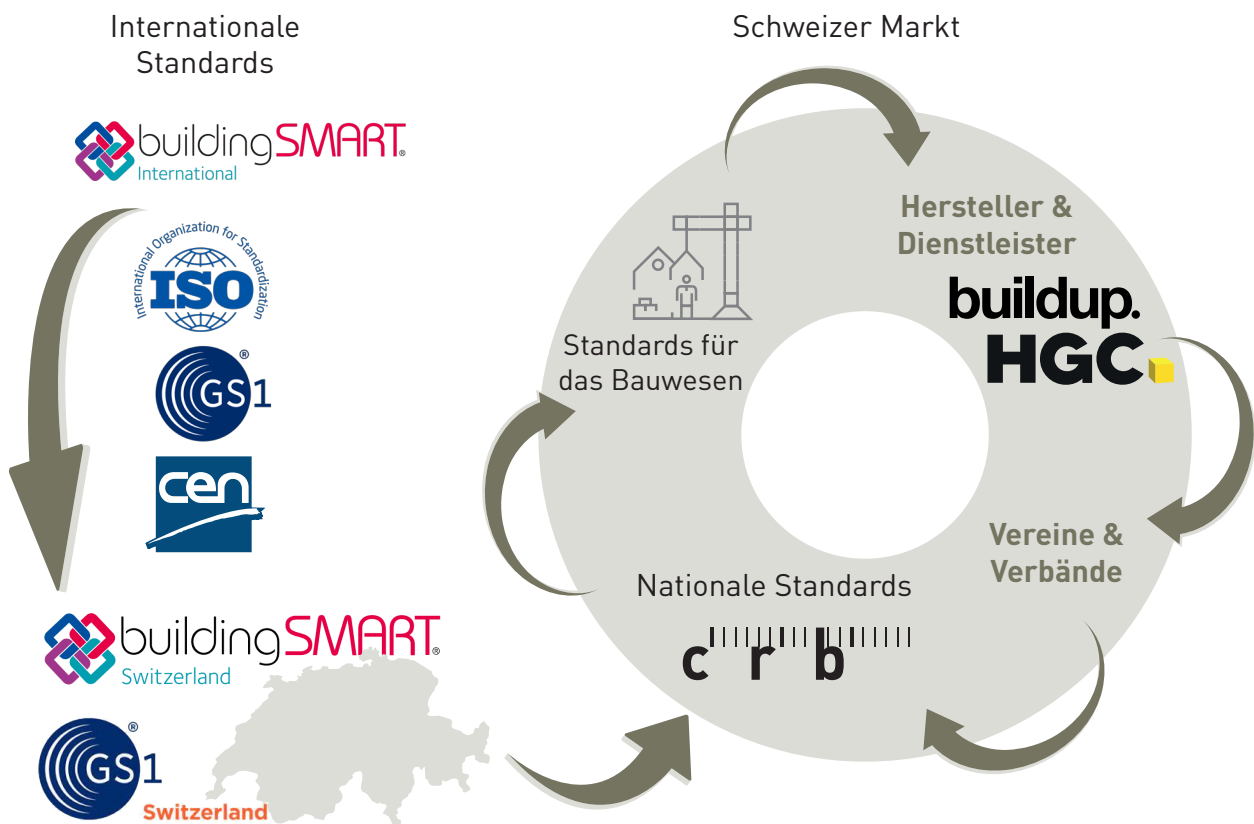 Internationale
Standards
buildingSMART®
International
International Organization for Standardization
ISO
GS1®
cen
buildingSMART®
Switzerland
GS1®
Switzerland
Schweizer Markt
Hersteller &
Dienstleister
buildup.
HGC
Standards für
das Bauwesen
Vereine &
Verbände
Nationale Standards
crb